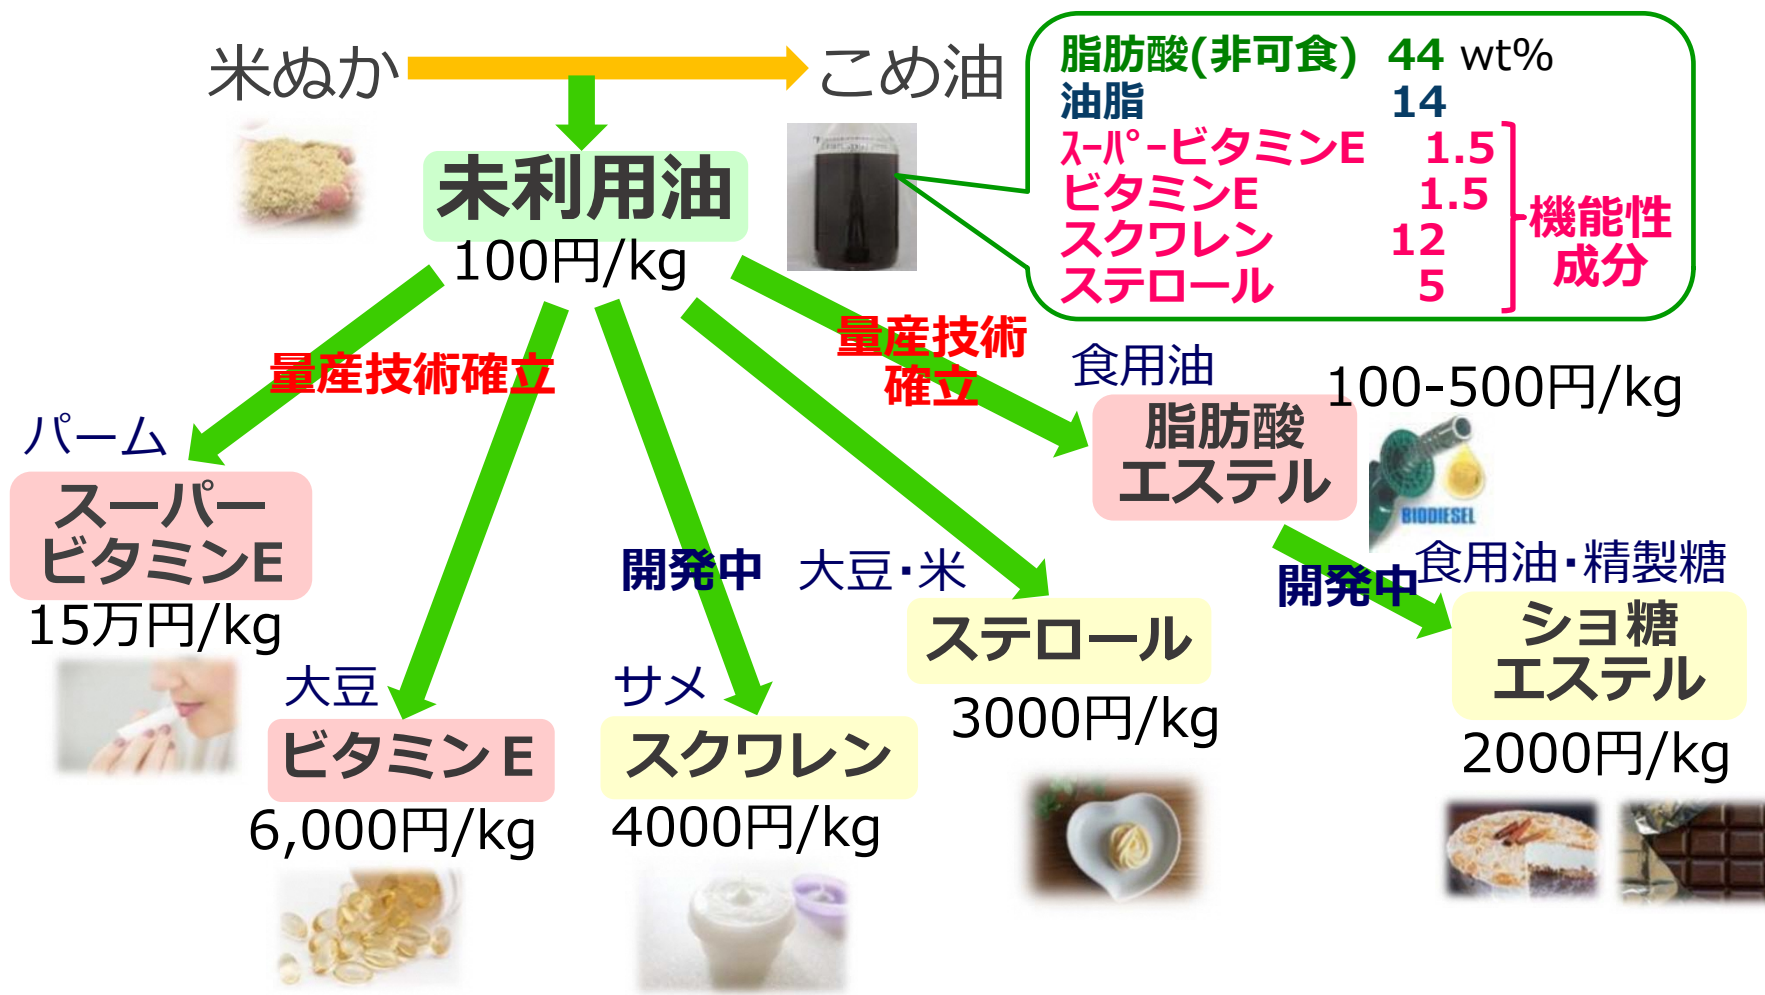 米ぬか
こめ油
脂肪酸(非可食) 44 wt%
油脂 14
スーパービタミンE 1.5
ビタミンE 1.5
スクワレン 12
ステロール 5
機能性
成分
未利用油
100円/kg
量産技術確立
量産技術
確立
食用油
100-500円/kg
脂肪酸
エステル
BIODIESEL
パーム
スーパー
ビタミンE
15万円/kg
開発中
大豆・米
ステロール
3000円/kg
開発中
食用油・精製糖
ショ糖
エステル
2000円/kg
大豆
ビタミンE
6,000円/kg
サメ
スクワレン
4000円/kg